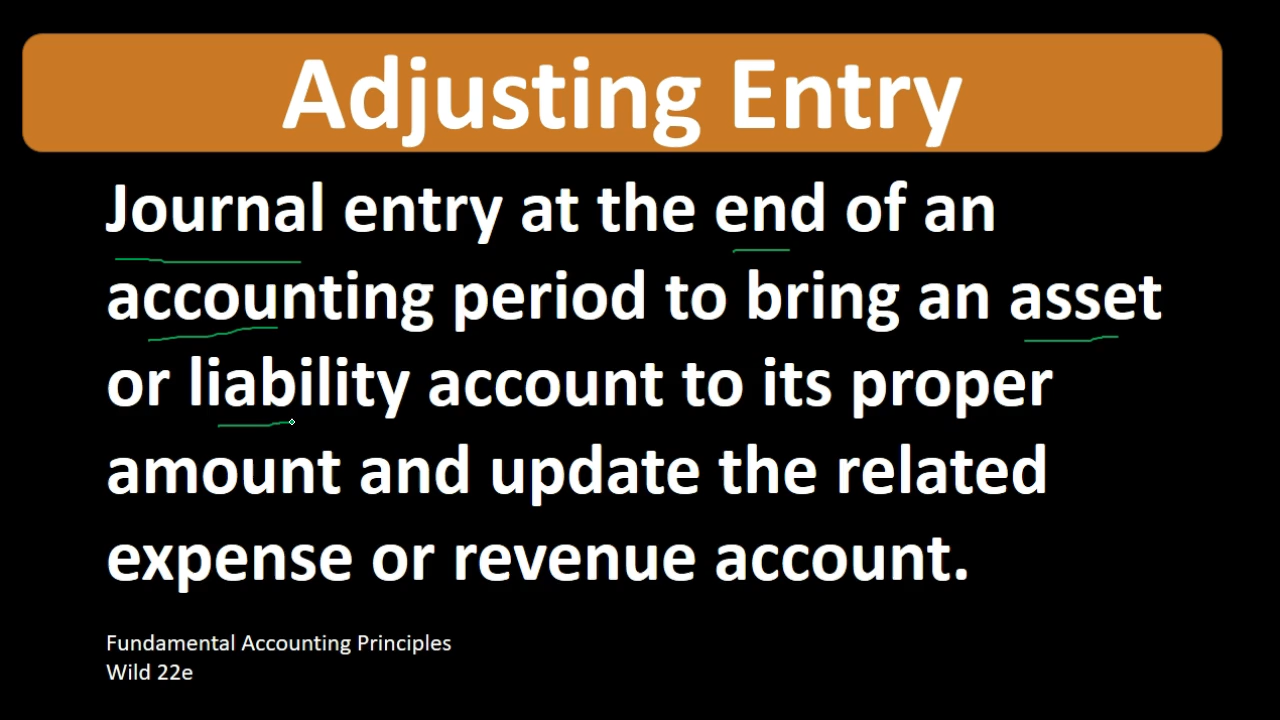 Adjusting Entry
Journal entry at the end of an
accounting period to bring an asset
or liability account to its proper
amount and update the related
expense or revenue account.
Fundamental Accounting Principles
Wild 22e